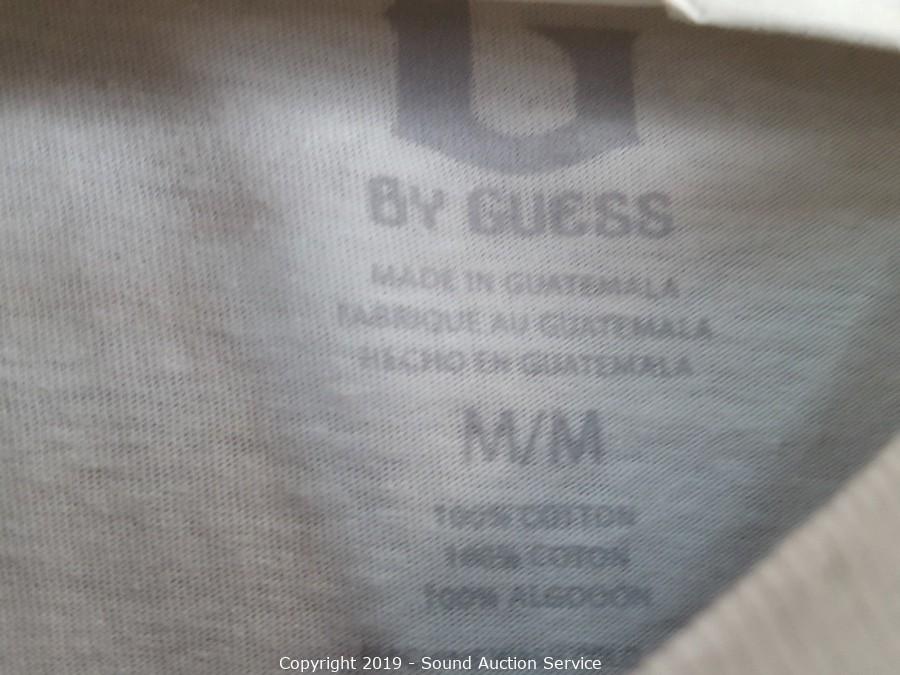 G
BY GUESS
MADE IN GUATEMALA
FABRIQUE AU GUATEMALA
HECHO EN GUATEMALA
M/M
100% COTTON
100% COTON
100% ALGODON
Copyright 2019 - Sound Auction Service